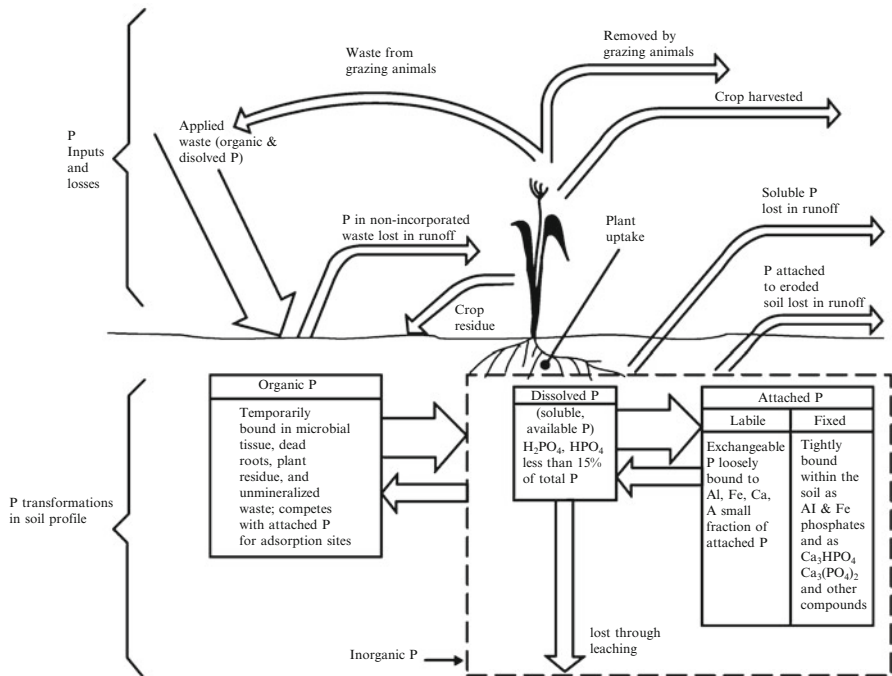 Waste from
grazing animals
Removed by
grazing animals
Crop harvested
P
Inputs
and
losses
Applied
waste (organic &
disolved P)
P in non-incorporated
waste lost in runoff
Crop
residue
Plant
uptake
Soluble P
lost in runoff
P attached
to eroded
soil lost in runoff
P transformations
in soil profile
Organic P
Temporarily
bound in microbial
tissue, dead
roots, plant
residue, and
unmineralized
waste; competes
with attached P
for adsorption sites
Dissolved P
(soluble,
available P)
H₂PO₄, HPO₄
less than 15%
of total P
Attached P
Labile
Exchangeable
P loosely
bound to
Al, Fe, Ca,
A small
fraction of
attached P
Fixed
Tightly
bound
within the
soil as
AI & Fe
phosphates
and as
Ca₃HPO₄
Ca₃(PO₄)₂
and other
compounds
Inorganic P
lost through
leaching